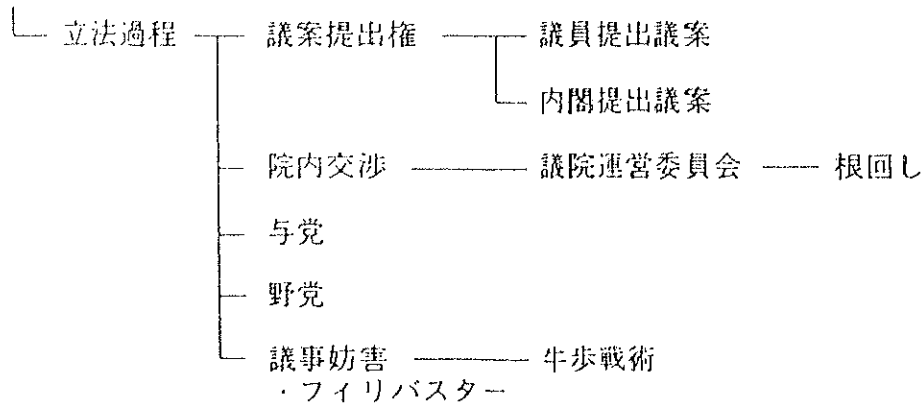 立法過程 議案提出権 議員提出議案
内閣提出議案
院内交渉 議院運営委員会 根回し
与党
野党
議事妨害 牛歩戦術
・フィリバスター